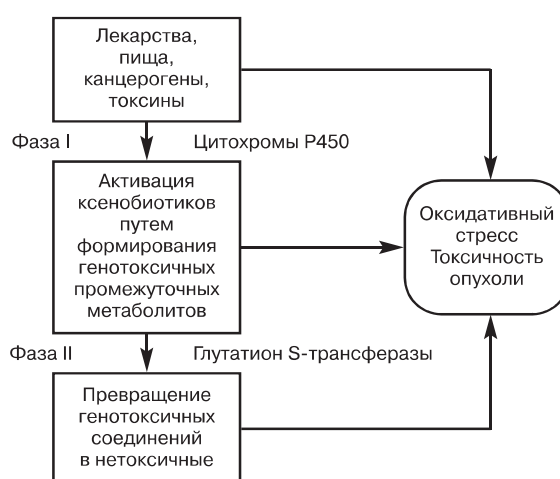 Лекарства,
пища,
канцерогены,
токсины
Фаза I
Цитохромы Р450
Активация
ксенобиотиков
путем
формирования
генотоксичных
промежуточных
метаболитов
Оксидативный
стресс
Токсичность
опухоли
Фаза II
Глутатион S-трансферазы
Превращение
генотоксичных
соединений
в нетоксичные